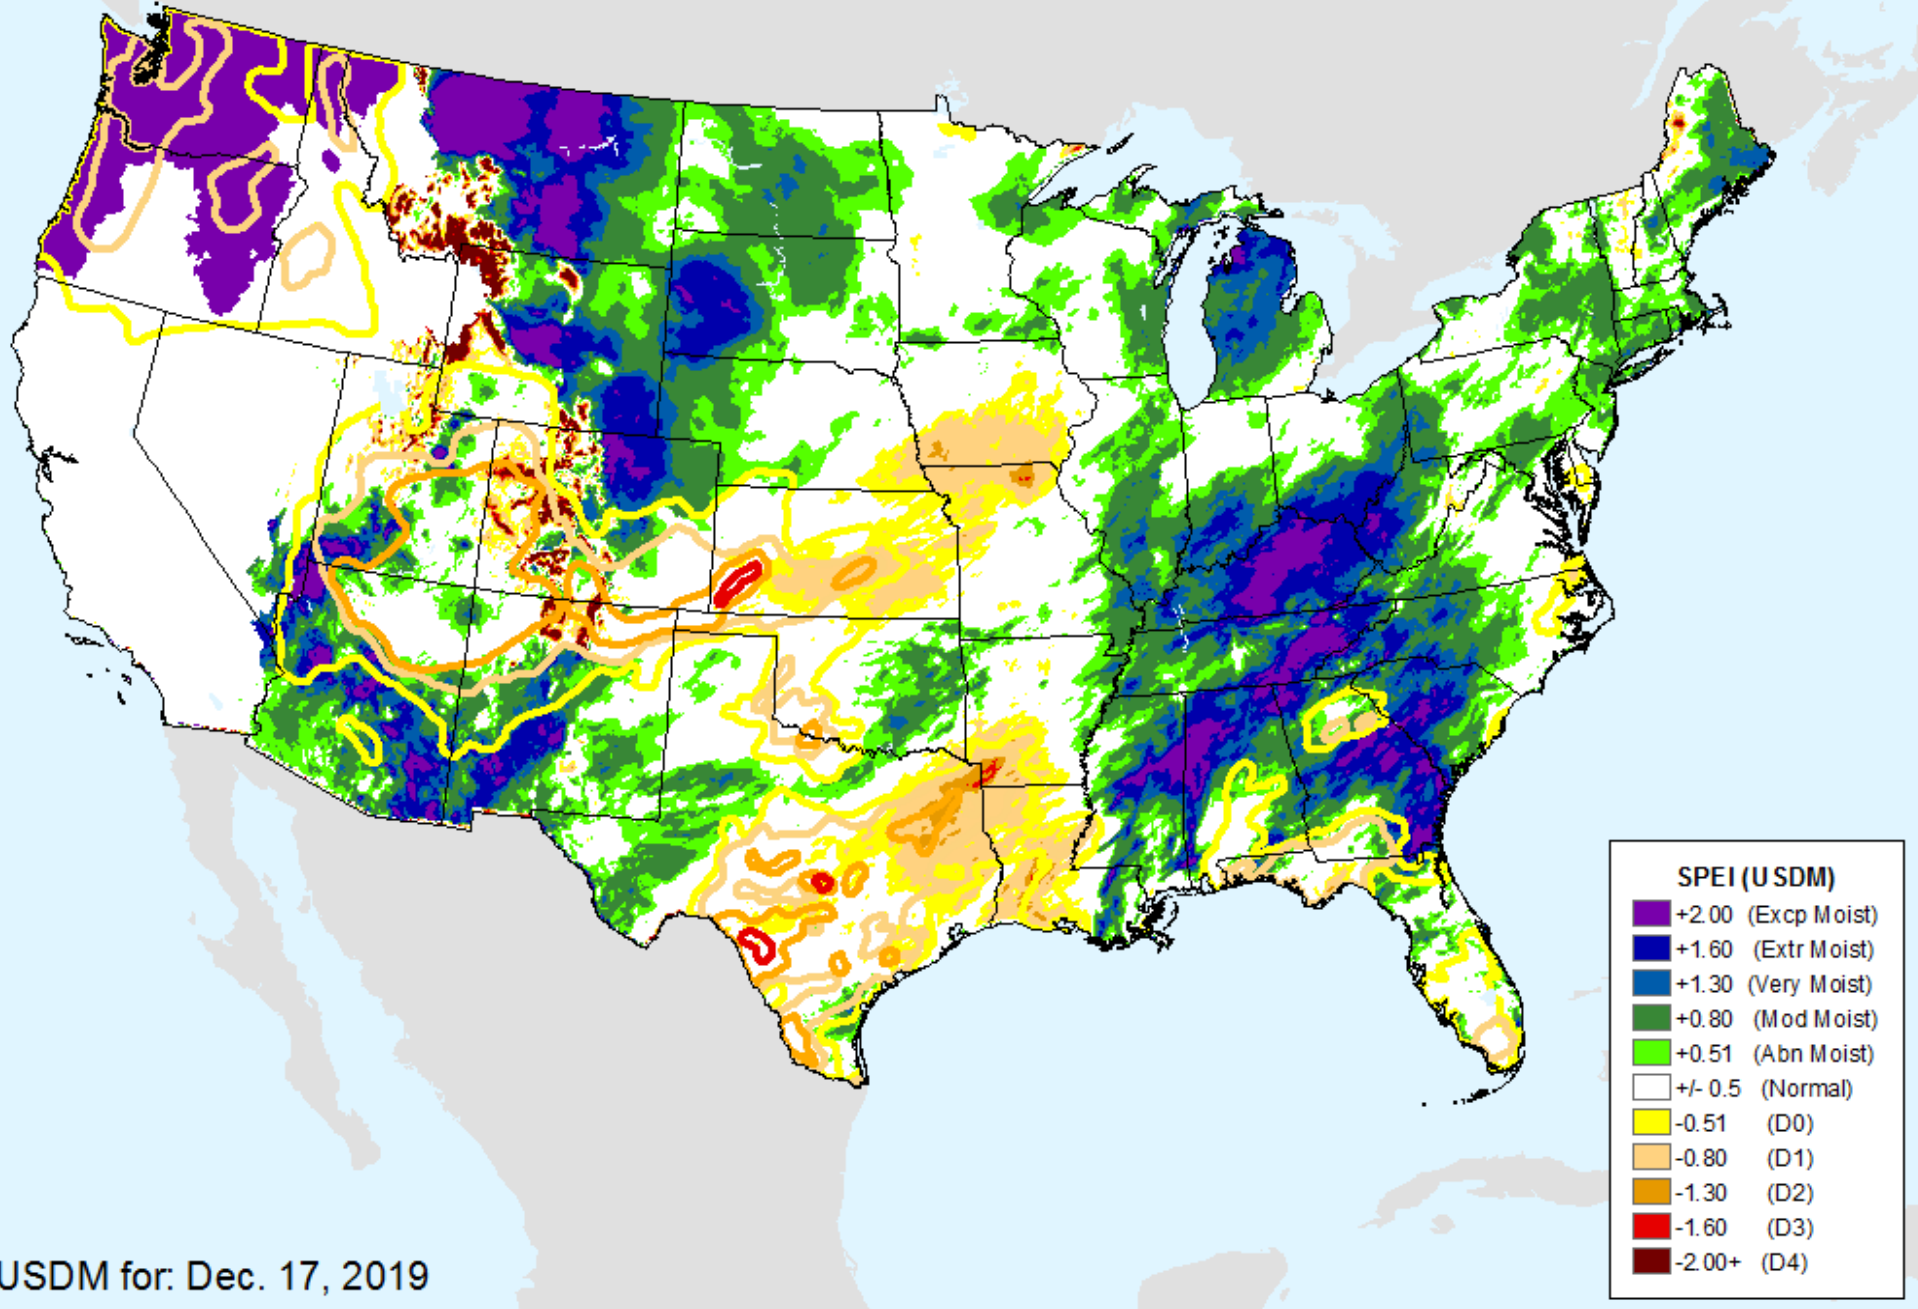 SPEI (USDM)
+2.00 (Excp Moist)
+1.60 (Extr Moist)
+1.30 (Very Moist)
+0.80 (Mod Moist)
+0.51 (Abn Moist)
+/- 0.5 (Normal)
-0.51 (D0)
-0.80 (D1)
-1.30 (D2)
-1.60 (D3)
-2.00+ (D4)
USDM for: Dec. 17, 2019